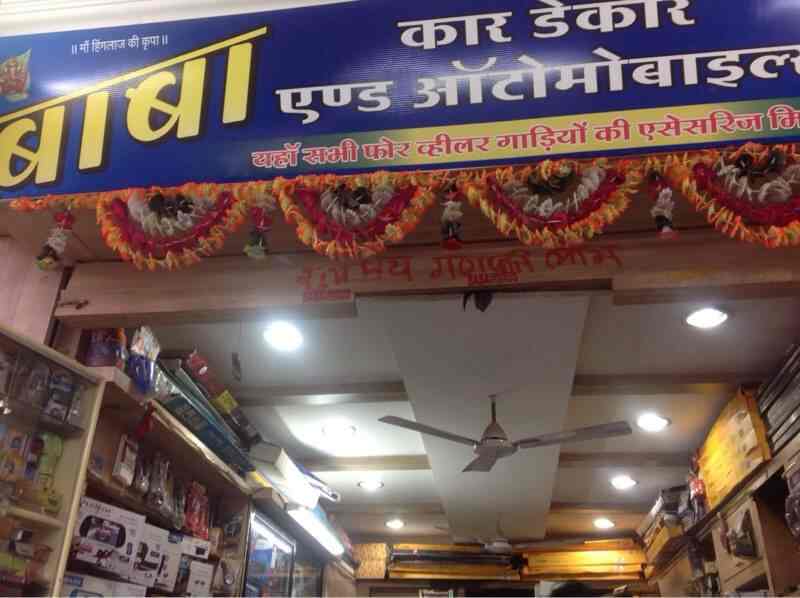 ॥ माँ हिंगलाज की कृपा ॥
बाबा
कार डेकोर
एण्ड ऑटोमोबाइल्स
यहाँ सभी फोर व्हीलर गाड़ियों की एसेसरिज